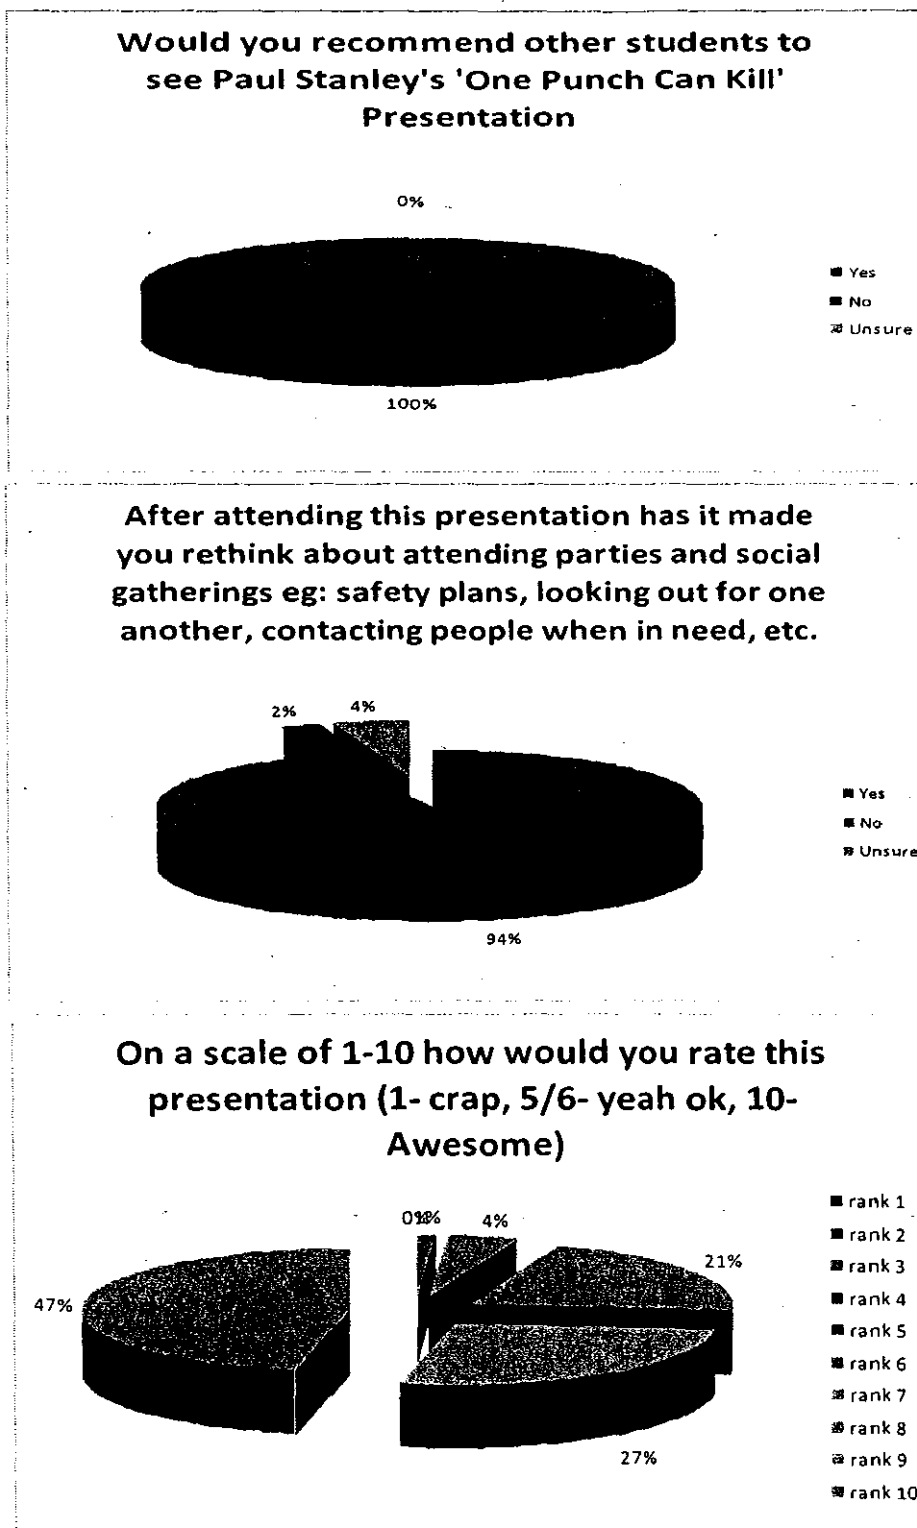 Would you recommend other students to
see Paul Stanley's 'One Punch Can Kill'
Presentation
0%
Yes
No
Unsure
100%
After attending this presentation has it made
you rethink about attending parties and social
gatherings eg: safety plans, looking out for one
another, contacting people when in need, etc.
2%
4%
Yes
No
Unsure
94%
On a scale of 1-10 how would you rate this
presentation (1- crap, 5/6- yeah ok, 10-
Awesome)
4%
21%
47%
27%
rank 1
rank 2
rank 3
rank 4
rank 5
rank 6
rank 7
rank 8
rank 9
rank 10